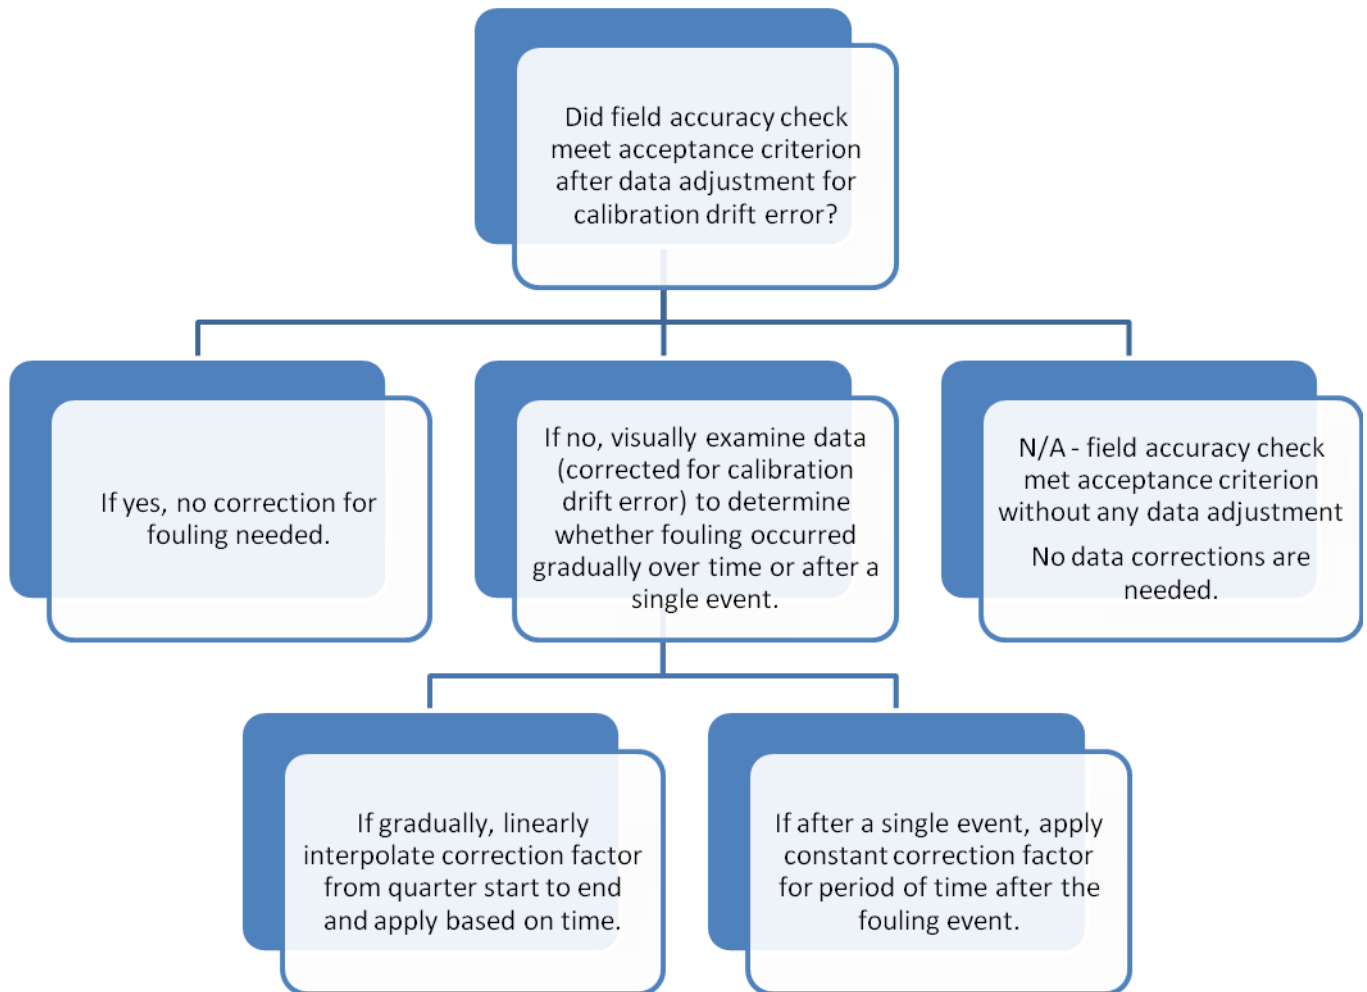 Did field accuracy check
meet acceptance criterion
after data adjustment for
calibration drift error?
If yes, no correction for
fouling needed.
If no, visually examine data
(corrected for calibration
drift error) to determine
whether fouling occurred
gradually over time or after a
single event.
N/A - field accuracy check
met acceptance criterion
without any data adjustment
No data corrections are
needed.
If gradually, linearly
interpolate correction factor
from quarter start to end
and apply based on time.
If after a single event, apply
constant correction factor
for period of time after the
fouling event.